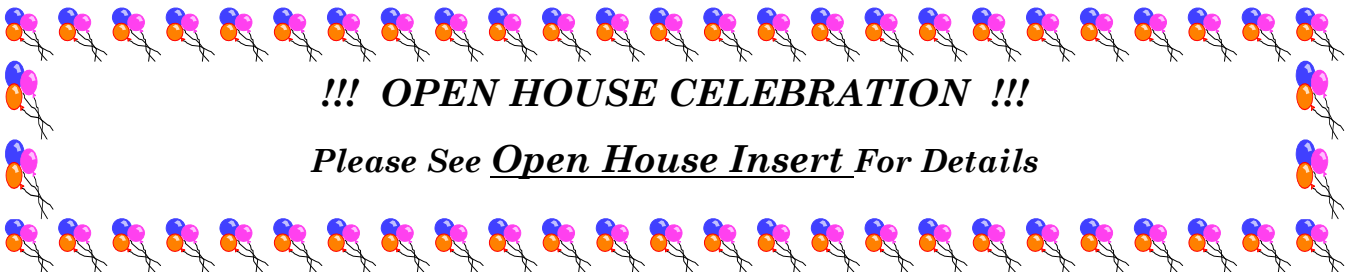 !!! OPEN HOUSE CELEBRATION !!!
Please See Open House Insert For Details